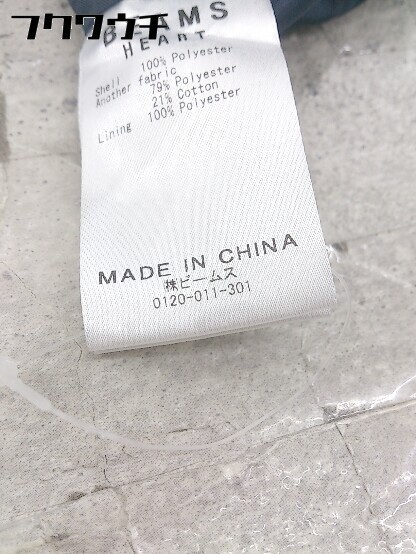 フクウクチ
BEAMS
HEART
100% Polyester
Shell
Another fabric
79% Polyester
21% Cotton
100% Polyester
Lining
MADE IN CHINA
㈱ビームス
0120-011-301